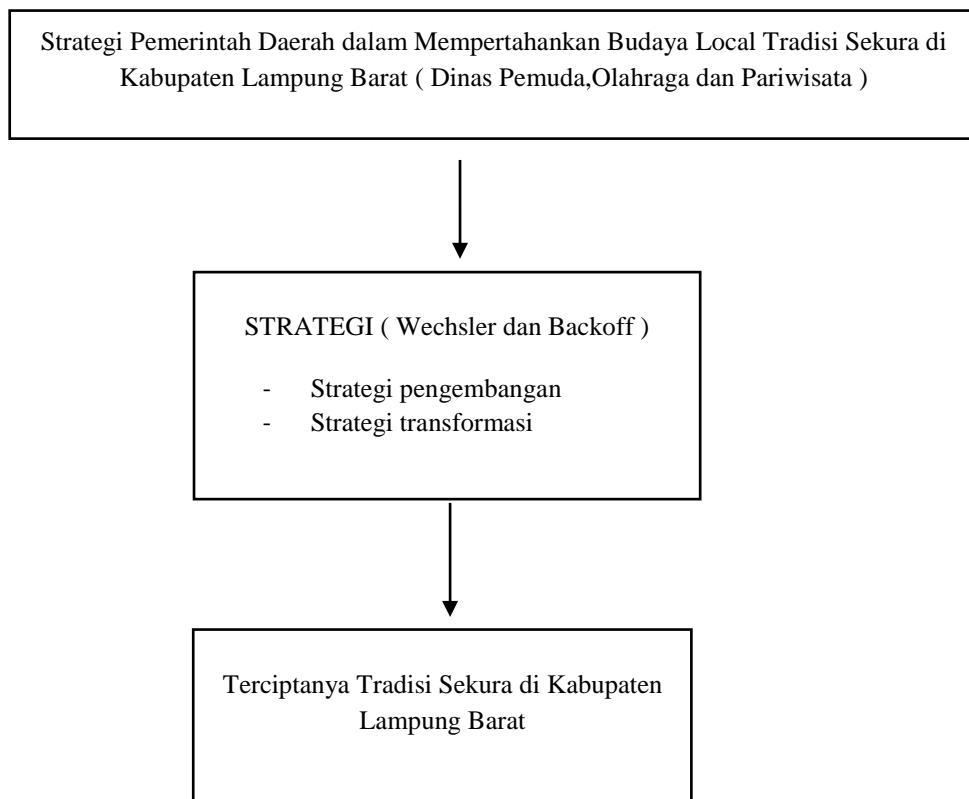 Strategi Pemerintah Daerah dalam Mempertahankan Budaya Local Tradisi Sekura di
Kabupaten Lampung Barat ( Dinas Pemuda,Olahraga dan Pariwisata )
STRATEGI ( Wechsler dan Backoff )
- Strategi pengembangan
- Strategi transformasi
Terciptanya Tradisi Sekura di Kabupaten
Lampung Barat